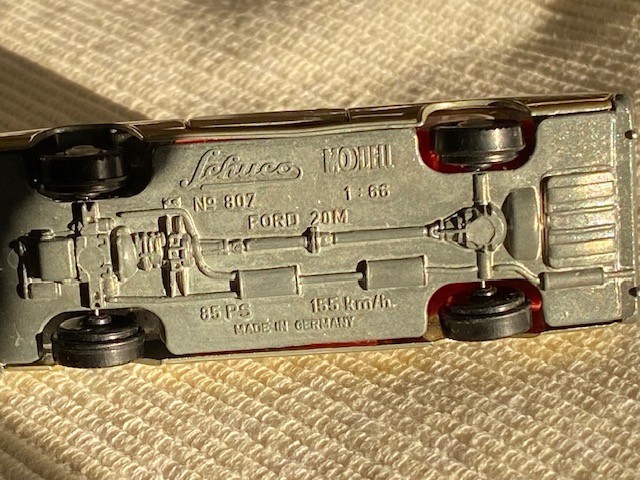 Schuco MODELL
No 807 1:66
FORD 20M
85 PS 155 km/h.
MADE IN GERMANY